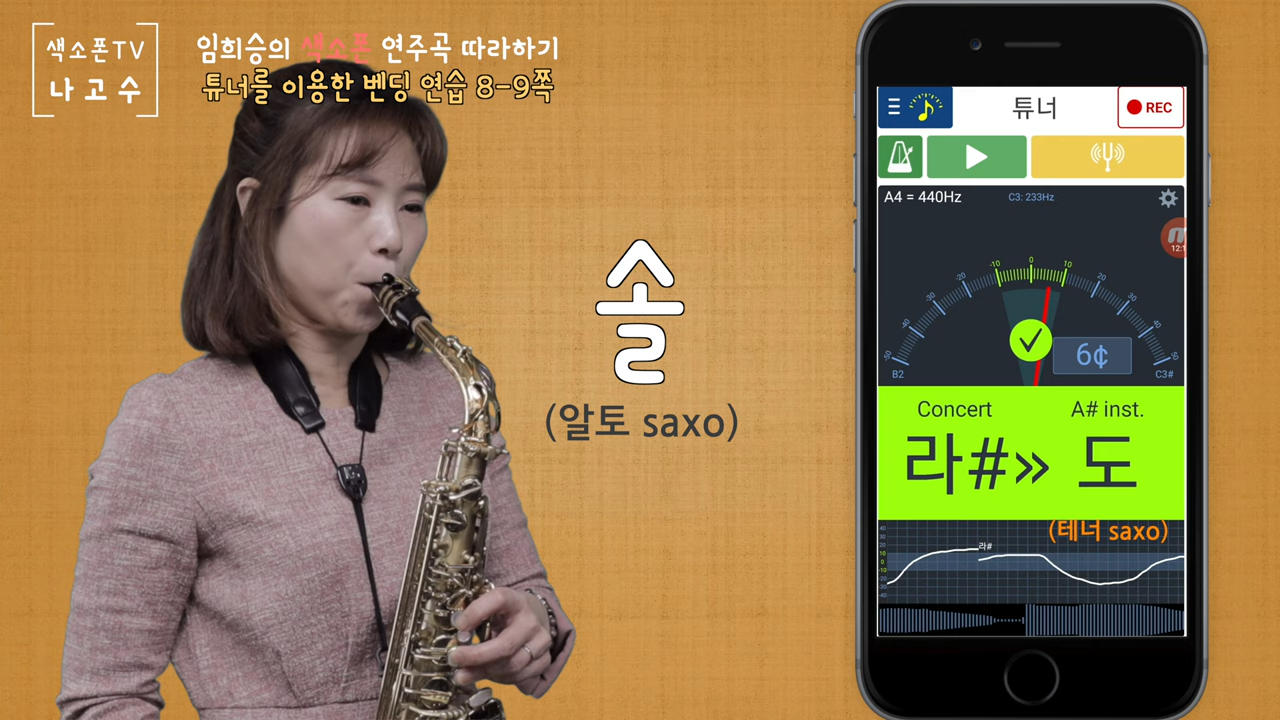 색소폰TV
나고수
임희승의 색소폰 연주곡 따라하기
튜너를 이용한 벤딩 연습 8-9쪽
솔
(알토 saxo)
튜너
REC
A4 = 440Hz
C3: 233Hz
-50 -40 -30 -20 -10 0 10 20 30 40 50
6¢
B2
C3#
Concert
A# inst.
라#» 도
(테너 saxo)
라#